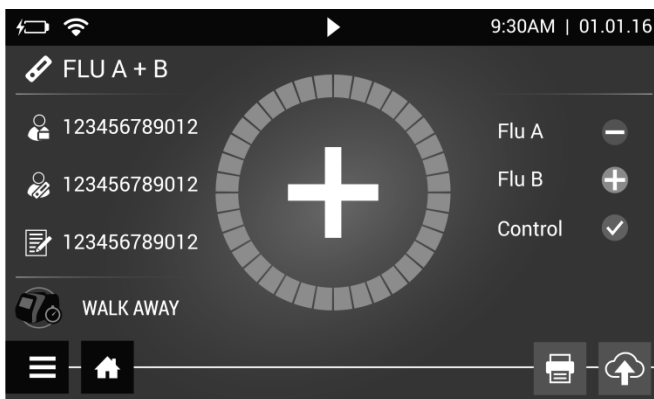 9:30AM | 01.01.16
FLU A + B
123456789012
123456789012
123456789012
WALK AWAY
Flu A
Flu B
Control